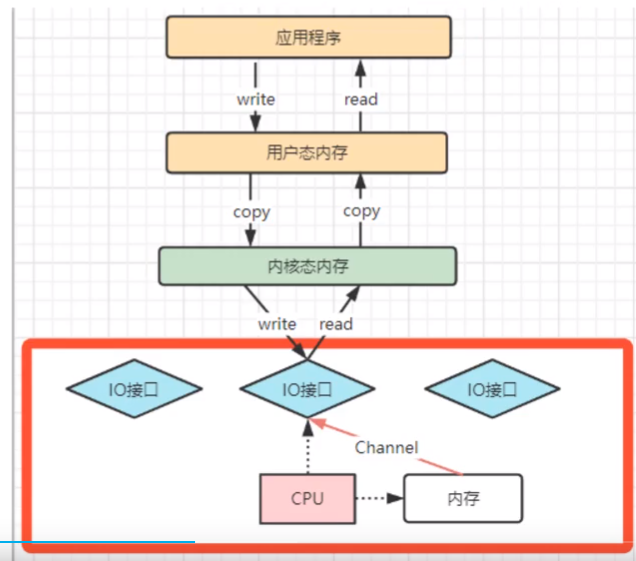 应用程序
write
read
用户态内存
copy
copy
内核态内存
write
read
IO接口
IO接口
IO接口
Channel
CPU
内存